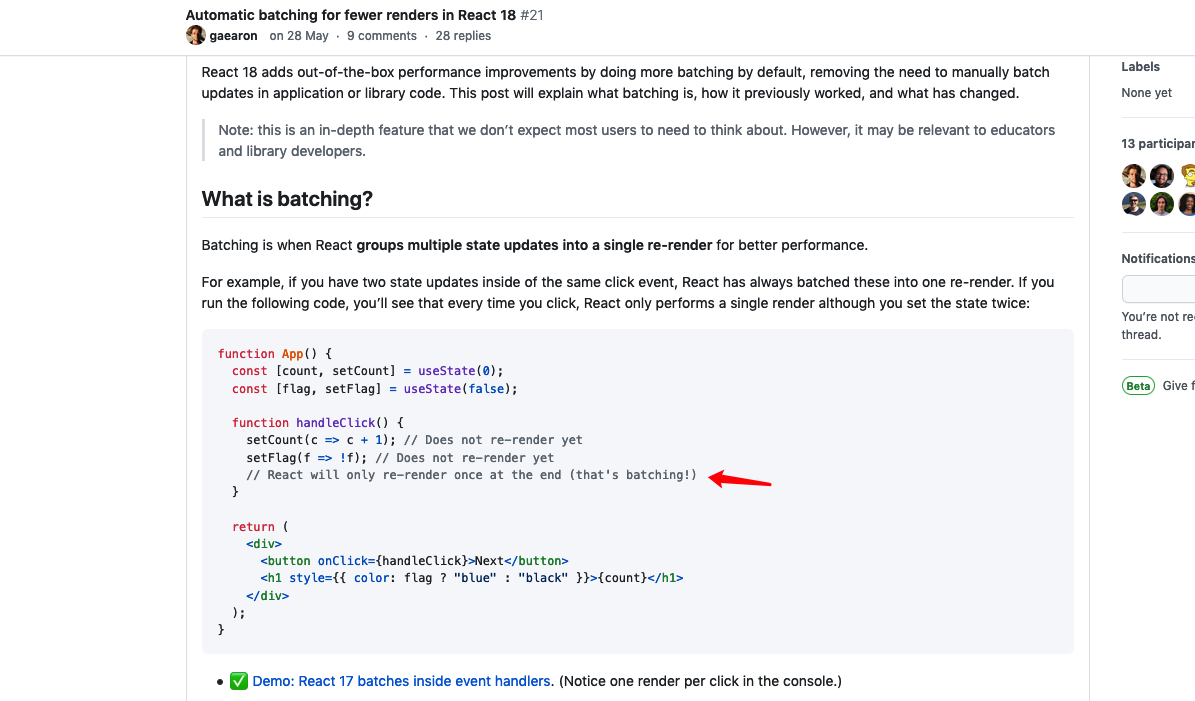 Automatic batching for fewer renders in React 18 #21
gaearon on 28 May · 9 comments · 28 replies
React 18 adds out-of-the-box performance improvements by doing more batching by default, removing the need to manually batch
updates in application or library code. This post will explain what batching is, how it previously worked, and what has changed.
Note: this is an in-depth feature that we don’t expect most users to need to think about. However, it may be relevant to educators
and library developers.
What is batching?
Batching is when React groups multiple state updates into a single re-render for better performance.
For example, if you have two state updates inside of the same click event, React has always batched these into one re-render. If you
run the following code, you’ll see that every time you click, React only performs a single render although you set the state twice:
function App() {
  const [count, setCount] = useState(0);
  const [flag, setFlag] = useState(false);
  function handleClick() {
    setCount(c => c + 1); // Does not re-render yet
    setFlag(f => !f); // Does not re-render yet
    // React will only re-render once at the end (that's batching!)
  }
  return (
    <div>
      <button onClick={handleClick}>Next</button>
      <h1 style={{ color: flag ? "blue" : "black" }}>{count}</h1>
    </div>
  );
}
• ✅ Demo: React 17 batches inside event handlers. (Notice one render per click in the console.)
Labels
None yet
13 participan
Notifications
You’re not re
thread.
Beta Give f